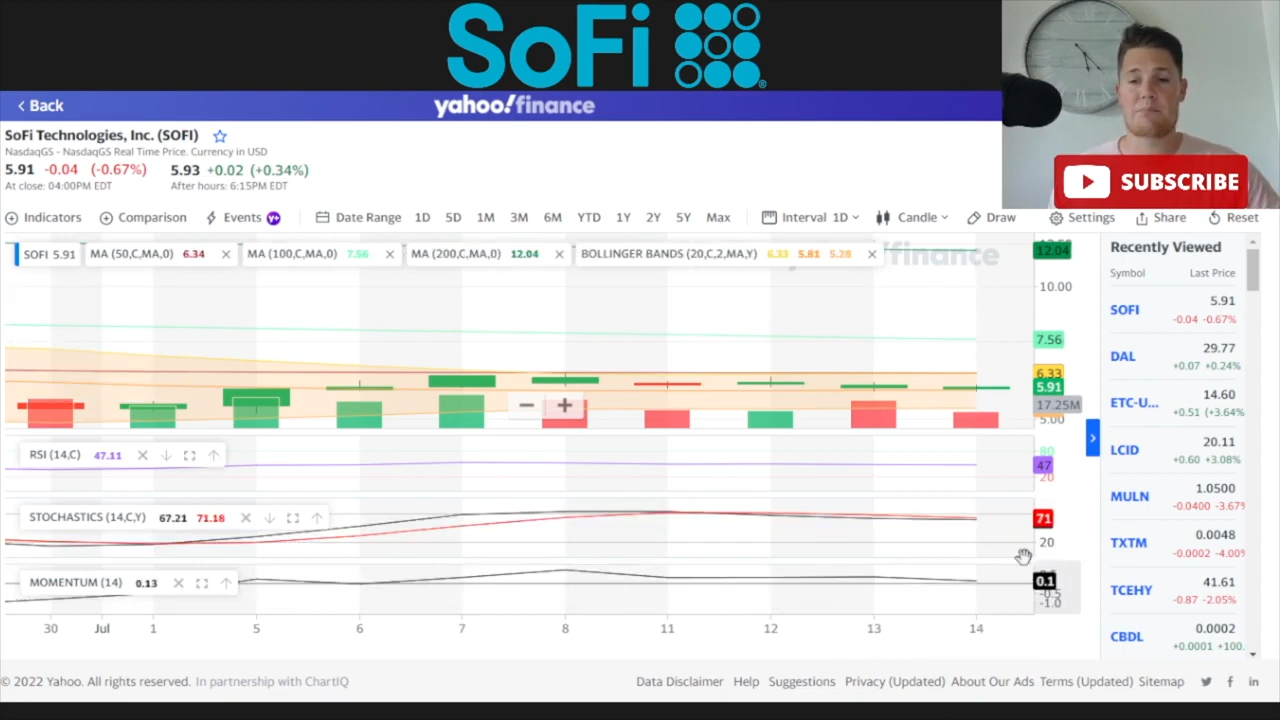 SoFi
Back
yahoo!finance
SoFi Technologies, Inc. (SOFI)
NasdaqGS - NasdaqGS Real Time Price. Currency in USD
5.91 -0.04 (-0.67%) 5.93 +0.02 (+0.34%)
At close: 04:00PM EDT After hours: 6:15PM EDT
SUBSCRIBE
Indicators Comparison Events Y+ Date Range 1D 5D 1M 3M 6M YTD 1Y 2Y 5Y Max Interval 1D Candle Draw Settings Share Reset
SOFI 5.91 MA (50,C,MA,0) 6.34 MA (100,C,MA,0) 7.56 MA (200,C,MA,0) 12.04 BOLLINGER BANDS (20,C,2,MA,Y) 6.33 5.81 5.28
finance
12.04
10.00
7.56
6.33
5.91
17.25M
5.00
RSI (14,C) 47.11
80
47
20
STOCHASTICS (14,C,Y) 67.21 71.18
71
20
MOMENTUM (14) 0.13
0.1
-0.5
-1.0
30 Jul 1 5 6 7 8 11 12 13 14
Recently Viewed
Symbol Last Price
SOFI 5.91
-0.04 -0.67%
DAL 29.77
+0.07 +0.24%
ETC-U... 14.60
+0.51 (+3.64%
LCID 20.11
+0.60 +3.08%
MULN 1.0500
-0.0400 -3.67%
TXTM 0.0048
-0.0002 -4.00%
TCEHY 41.61
-0.87 -2.05%
CBDL 0.0002
+0.0001 +100.
© 2022 Yahoo. All rights reserved. In partnership with ChartIQ
Data Disclaimer Help Suggestions Privacy (Updated) About Our Ads Terms (Updated) Sitemap